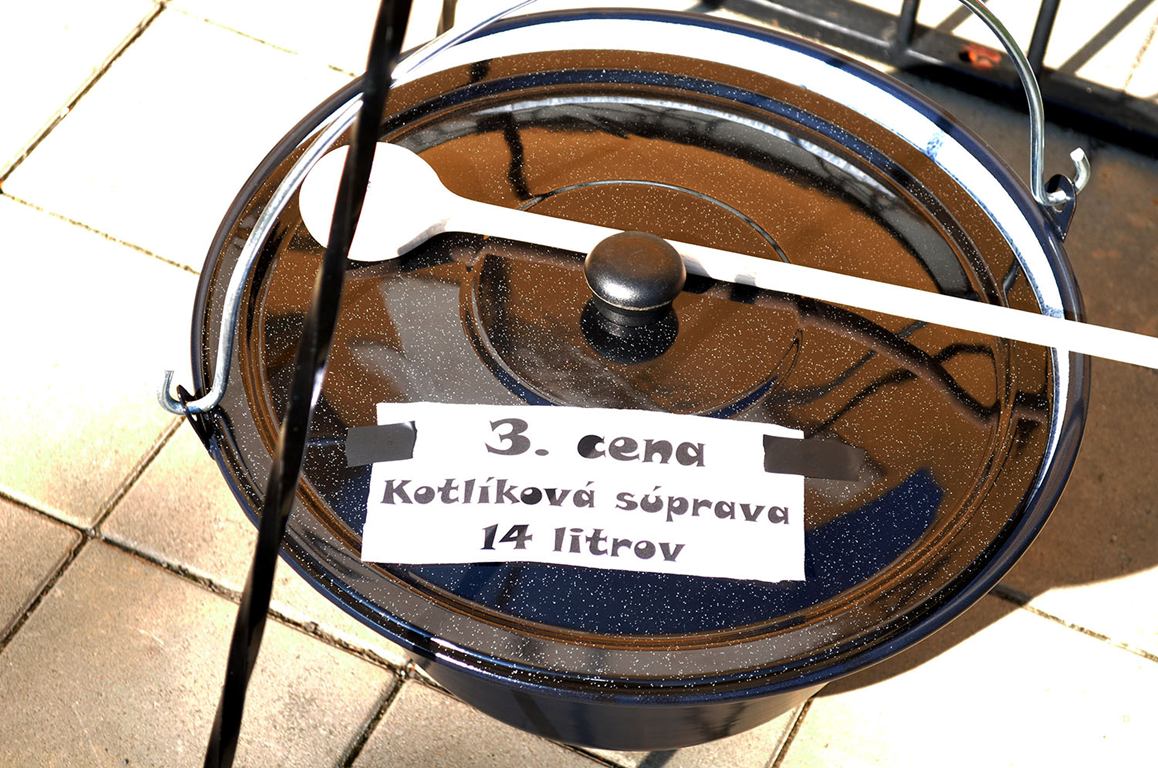 3. cena
Kotlíková súprava
14 litrov